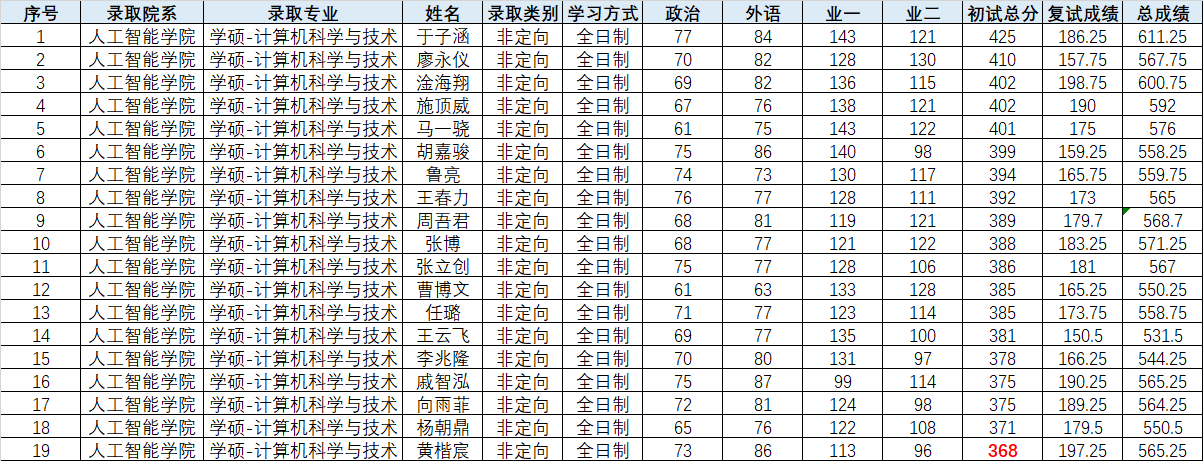 序号 录取院系 录取专业 姓名 录取类别 学习方式 政治 外语 业一 业二 初试总分 复试成绩 总成绩
1 人工智能学院 学硕-计算机科学与技术 于子涵 非定向 全日制 77 84 143 121 425 186.25 611.25
2 人工智能学院 学硕-计算机科学与技术 廖永仪 非定向 全日制 70 82 128 130 410 157.75 567.75
3 人工智能学院 学硕-计算机科学与技术 淦海翔 非定向 全日制 69 82 136 115 402 198.75 600.75
4 人工智能学院 学硕-计算机科学与技术 施顶威 非定向 全日制 67 76 138 121 402 190 592
5 人工智能学院 学硕-计算机科学与技术 马一骁 非定向 全日制 61 75 143 122 401 175 576
6 人工智能学院 学硕-计算机科学与技术 胡嘉骏 非定向 全日制 75 86 140 98 399 159.25 558.25
7 人工智能学院 学硕-计算机科学与技术 鲁亮 非定向 全日制 74 73 130 117 394 165.75 559.75
8 人工智能学院 学硕-计算机科学与技术 王春力 非定向 全日制 76 77 128 111 392 173 565
9 人工智能学院 学硕-计算机科学与技术 周吾君 非定向 全日制 68 81 119 121 389 179.7 568.7
10 人工智能学院 学硕-计算机科学与技术 张博 非定向 全日制 68 77 121 122 388 183.25 571.25
11 人工智能学院 学硕-计算机科学与技术 张立创 非定向 全日制 75 77 128 106 386 181 567
12 人工智能学院 学硕-计算机科学与技术 曹博文 非定向 全日制 61 63 133 128 385 165.25 550.25
13 人工智能学院 学硕-计算机科学与技术 任璐 非定向 全日制 71 77 123 114 385 173.75 558.75
14 人工智能学院 学硕-计算机科学与技术 王云飞 非定向 全日制 69 77 135 100 381 150.5 531.5
15 人工智能学院 学硕-计算机科学与技术 李兆隆 非定向 全日制 70 80 131 97 378 166.25 544.25
16 人工智能学院 学硕-计算机科学与技术 戚智泓 非定向 全日制 75 87 99 114 375 190.25 565.25
17 人工智能学院 学硕-计算机科学与技术 向雨菲 非定向 全日制 72 81 124 98 375 189.25 564.25
18 人工智能学院 学硕-计算机科学与技术 杨朝鼎 非定向 全日制 65 76 122 108 371 179.5 550.5
19 人工智能学院 学硕-计算机科学与技术 黄楷宸 非定向 全日制 73 86 113 96 368 197.25 565.25